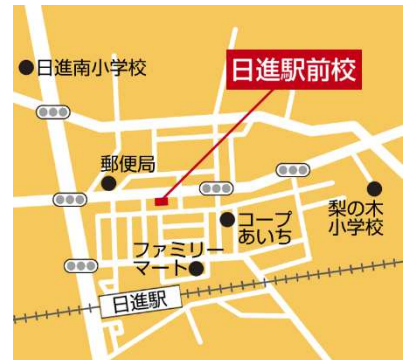 日進駅前校
日進南小学校
郵便局
コープ
あいち
梨の木
小学校
ファミリー
マート
日進駅